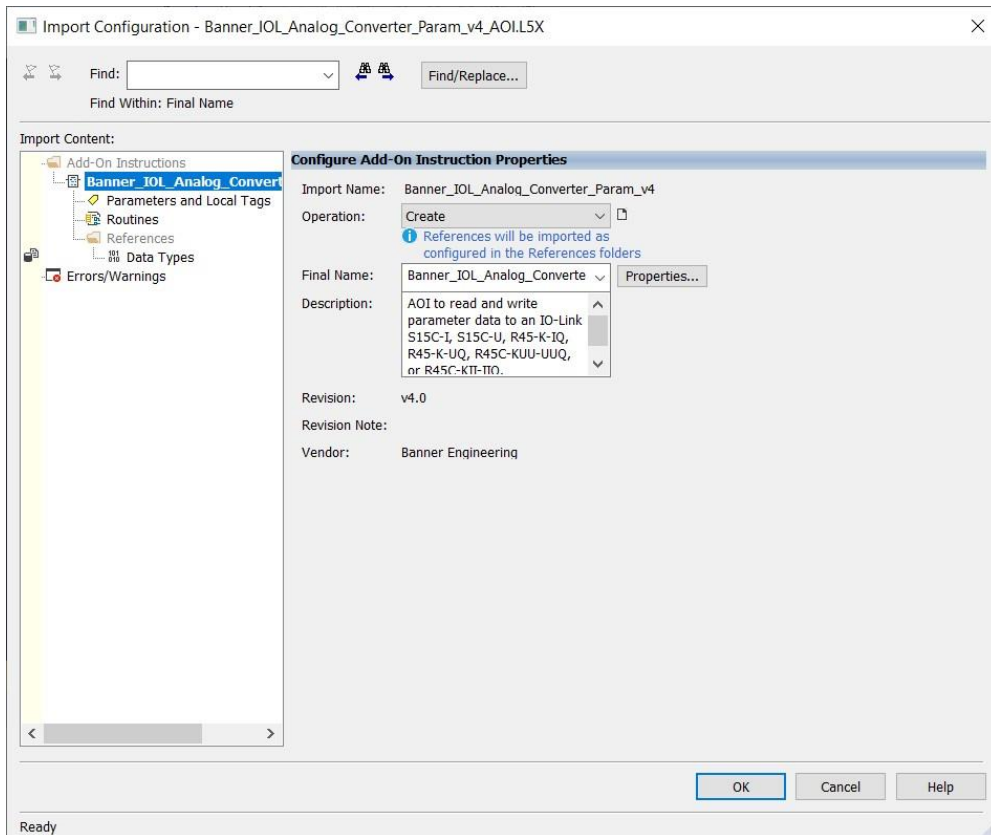 Import Configuration - Banner_IOL_Analog_Converter_Param_v4_AOI.L5X
Find:
Find/Replace...
Find Within: Final Name
Import Content:
Add-On Instructions
Banner_IOL_Analog_Convert
Parameters and Local Tags
Routines
References
Data Types
Errors/Warnings
Configure Add-On Instruction Properties
Import Name: Banner_IOL_Analog_Converter_Param_v4
Operation: Create
References will be imported as
configured in the References folders
Final Name: Banner_IOL_Analog_Converte Properties...
Description: AOI to read and write
parameter data to an IO-Link
S15C-I, S15C-U, R45-K-IQ,
R45-K-UQ, R45C-KUU-UUQ,
or R45C-KII-IIQ.
Revision: v4.0
Revision Note:
Vendor: Banner Engineering
OK Cancel Help
Ready